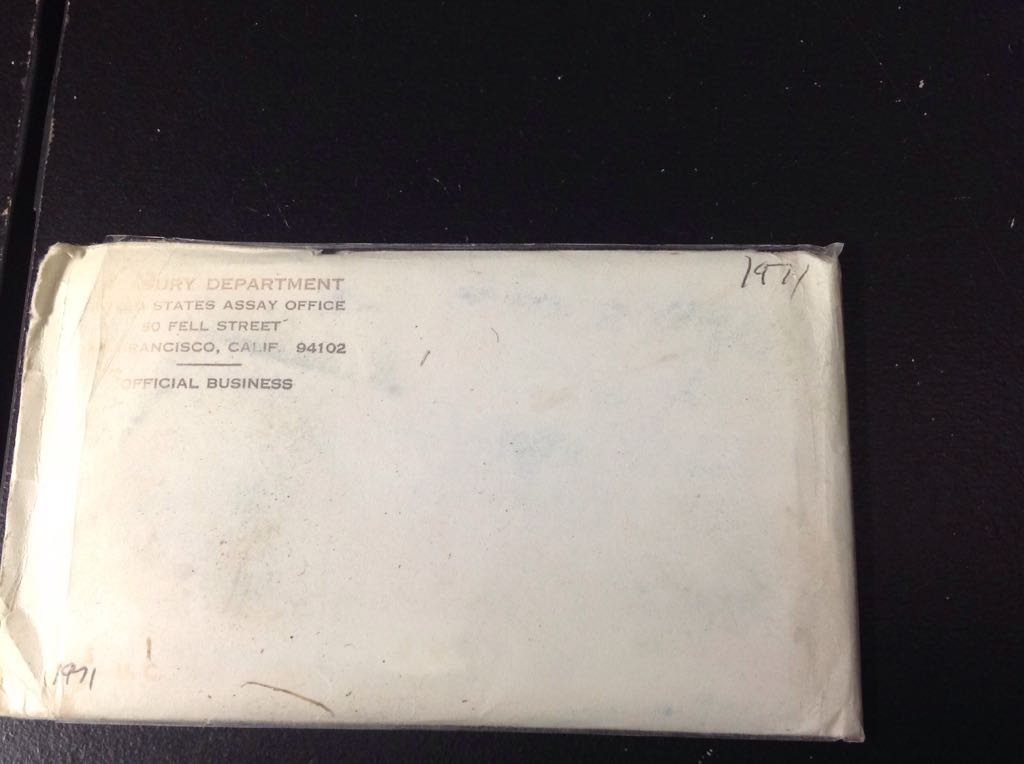 SURY DEPARTMENT
STATES ASSAY OFFICE
50 FELL STREET
RANCISCO, CALIF. 94102
OFFICIAL BUSINESS
1971
1971